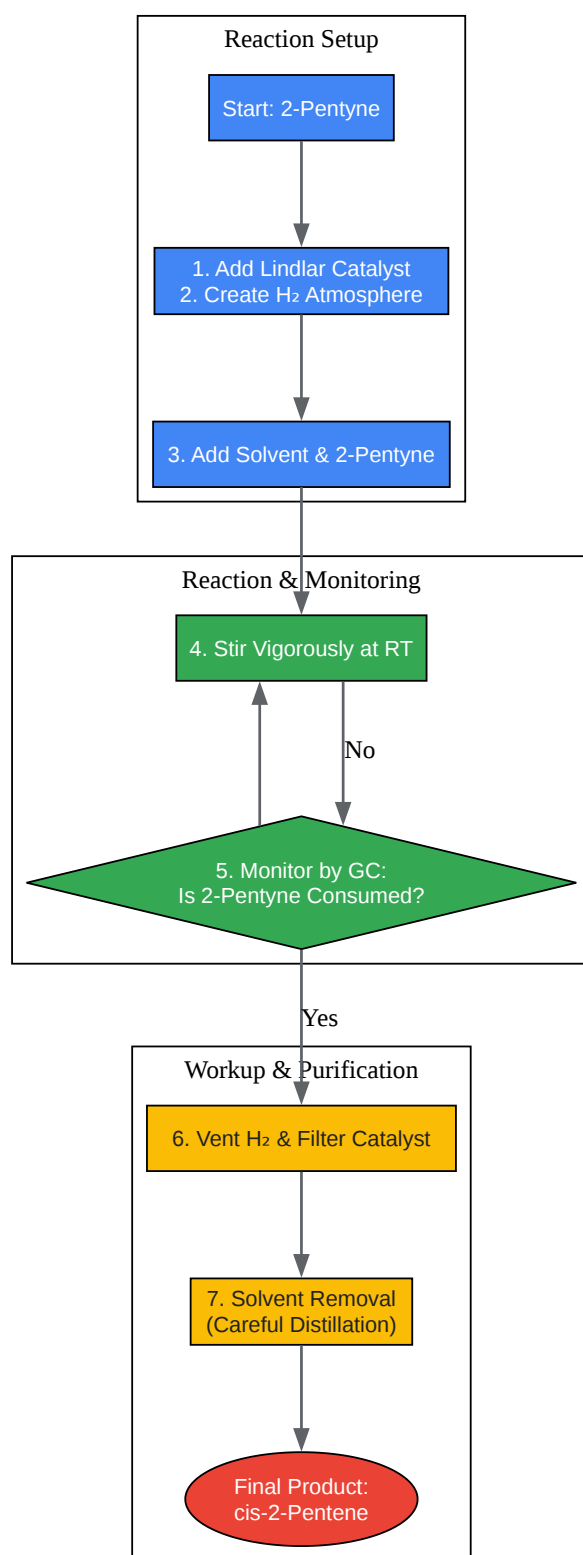 Reaction Setup
Start: 2-Pentyne
1. Add Lindlar Catalyst
2. Create H₂ Atmosphere
3. Add Solvent & 2-Pentyne
Reaction & Monitoring
4. Stir Vigorously at RT
No
5. Monitor by GC:
Is 2-Pentyne Consumed?
Yes
Workup & Purification
6. Vent H₂ & Filter Catalyst
7. Solvent Removal
(Careful Distillation)
Final Product:
cis-2-Pentene